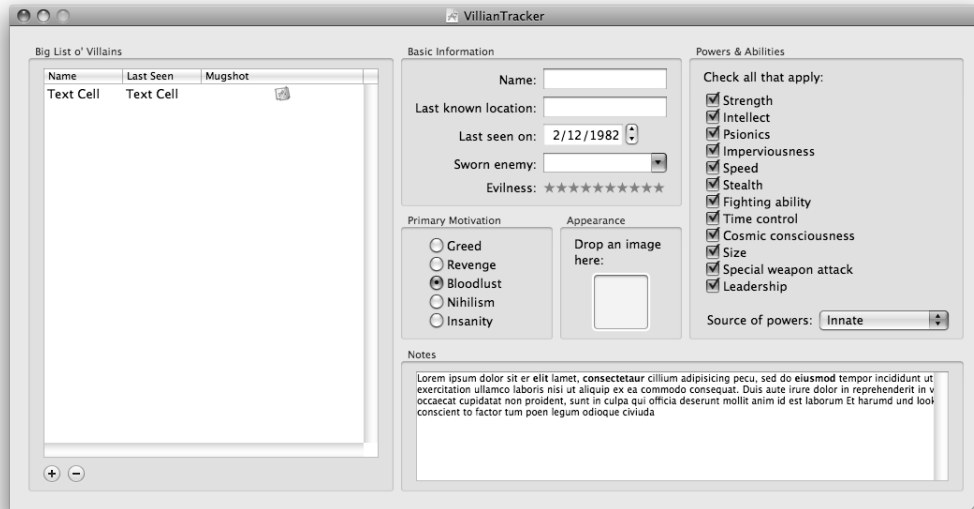 VillianTracker
Big List o' Villains
Name Last Seen Mugshot
Text Cell Text Cell
Basic Information
Name:
Last known location:
Last seen on: 2/12/1982
Sworn enemy:
Evilness:
Primary Motivation
Greed
Revenge
Bloodlust
Nihilism
Insanity
Appearance
Drop an image
here:
Powers & Abilities
Check all that apply:
Strength
Intellect
Psionics
Imperviousness
Speed
Stealth
Fighting ability
Time control
Cosmic consciousness
Size
Special weapon attack
Leadership
Source of powers: Innate
Notes
Lorem ipsum dolor sit er elit lamet, consectetaur cillium adipisicing pecu, sed do eiusmod tempor incididunt ut
exercitation ullamco laboris nisi ut aliquip ex ea commodo consequat. Duis aute irure dolor in reprehenderit in v
occaecat cupidatat non proident, sunt in culpa qui officia deserunt mollit anim id est laborum Et harumd und look
conscient to factor tum poen legum odioque civiuda